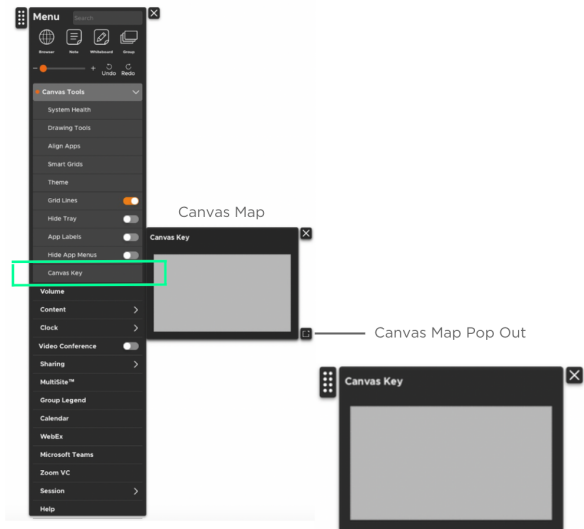 Menu
Search
Browser Note Whiteboard Group
- + Undo Redo
Canvas Tools
System Health
Drawing Tools
Align Apps
Smart Grids
Theme
Grid Lines
Hide Tray
App Labels
Hide App Menus
Canvas Key
Volume
Content
Clock
Video Conference
Sharing
MultiSite™
Group Legend
Calendar
WebEx
Microsoft Teams
Zoom VC
Session
Help
Canvas Map
Canvas Key
Canvas Map Pop Out
Canvas Key